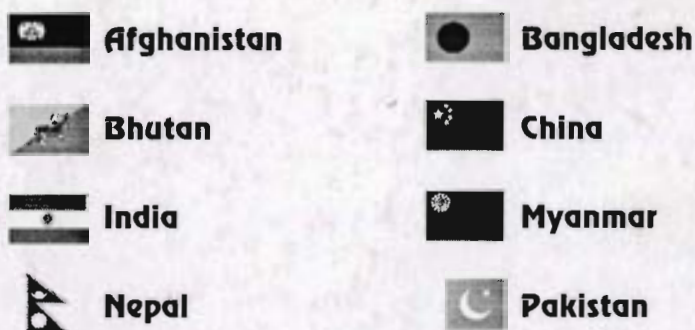 Afghanistan Bangladesh
Bhutan China
India Myanmar
Nepal Pakistan